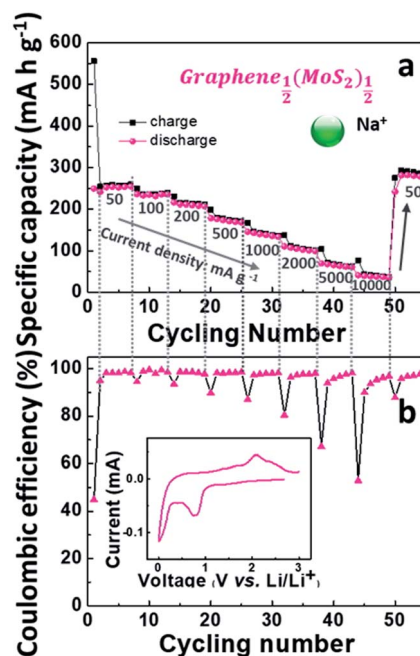 600
500
400
300
200
100
0
Specific capacity (mA h g⁻¹)
a
Graphene½(MoS₂)½
charge
discharge
Na⁺
50
100
200
500
1000
2000
5000
10000
50
Current density: mA g⁻¹
0 10 20 30 40 50
Cycling Number
100
80
60
40
20
0
Coulombic efficiency (%)
b
0.0
-0.1
Current (mA)
0 1 2 3
Voltage (V vs. Li/Li⁺)
0 10 20 30 40 50
Cycling number